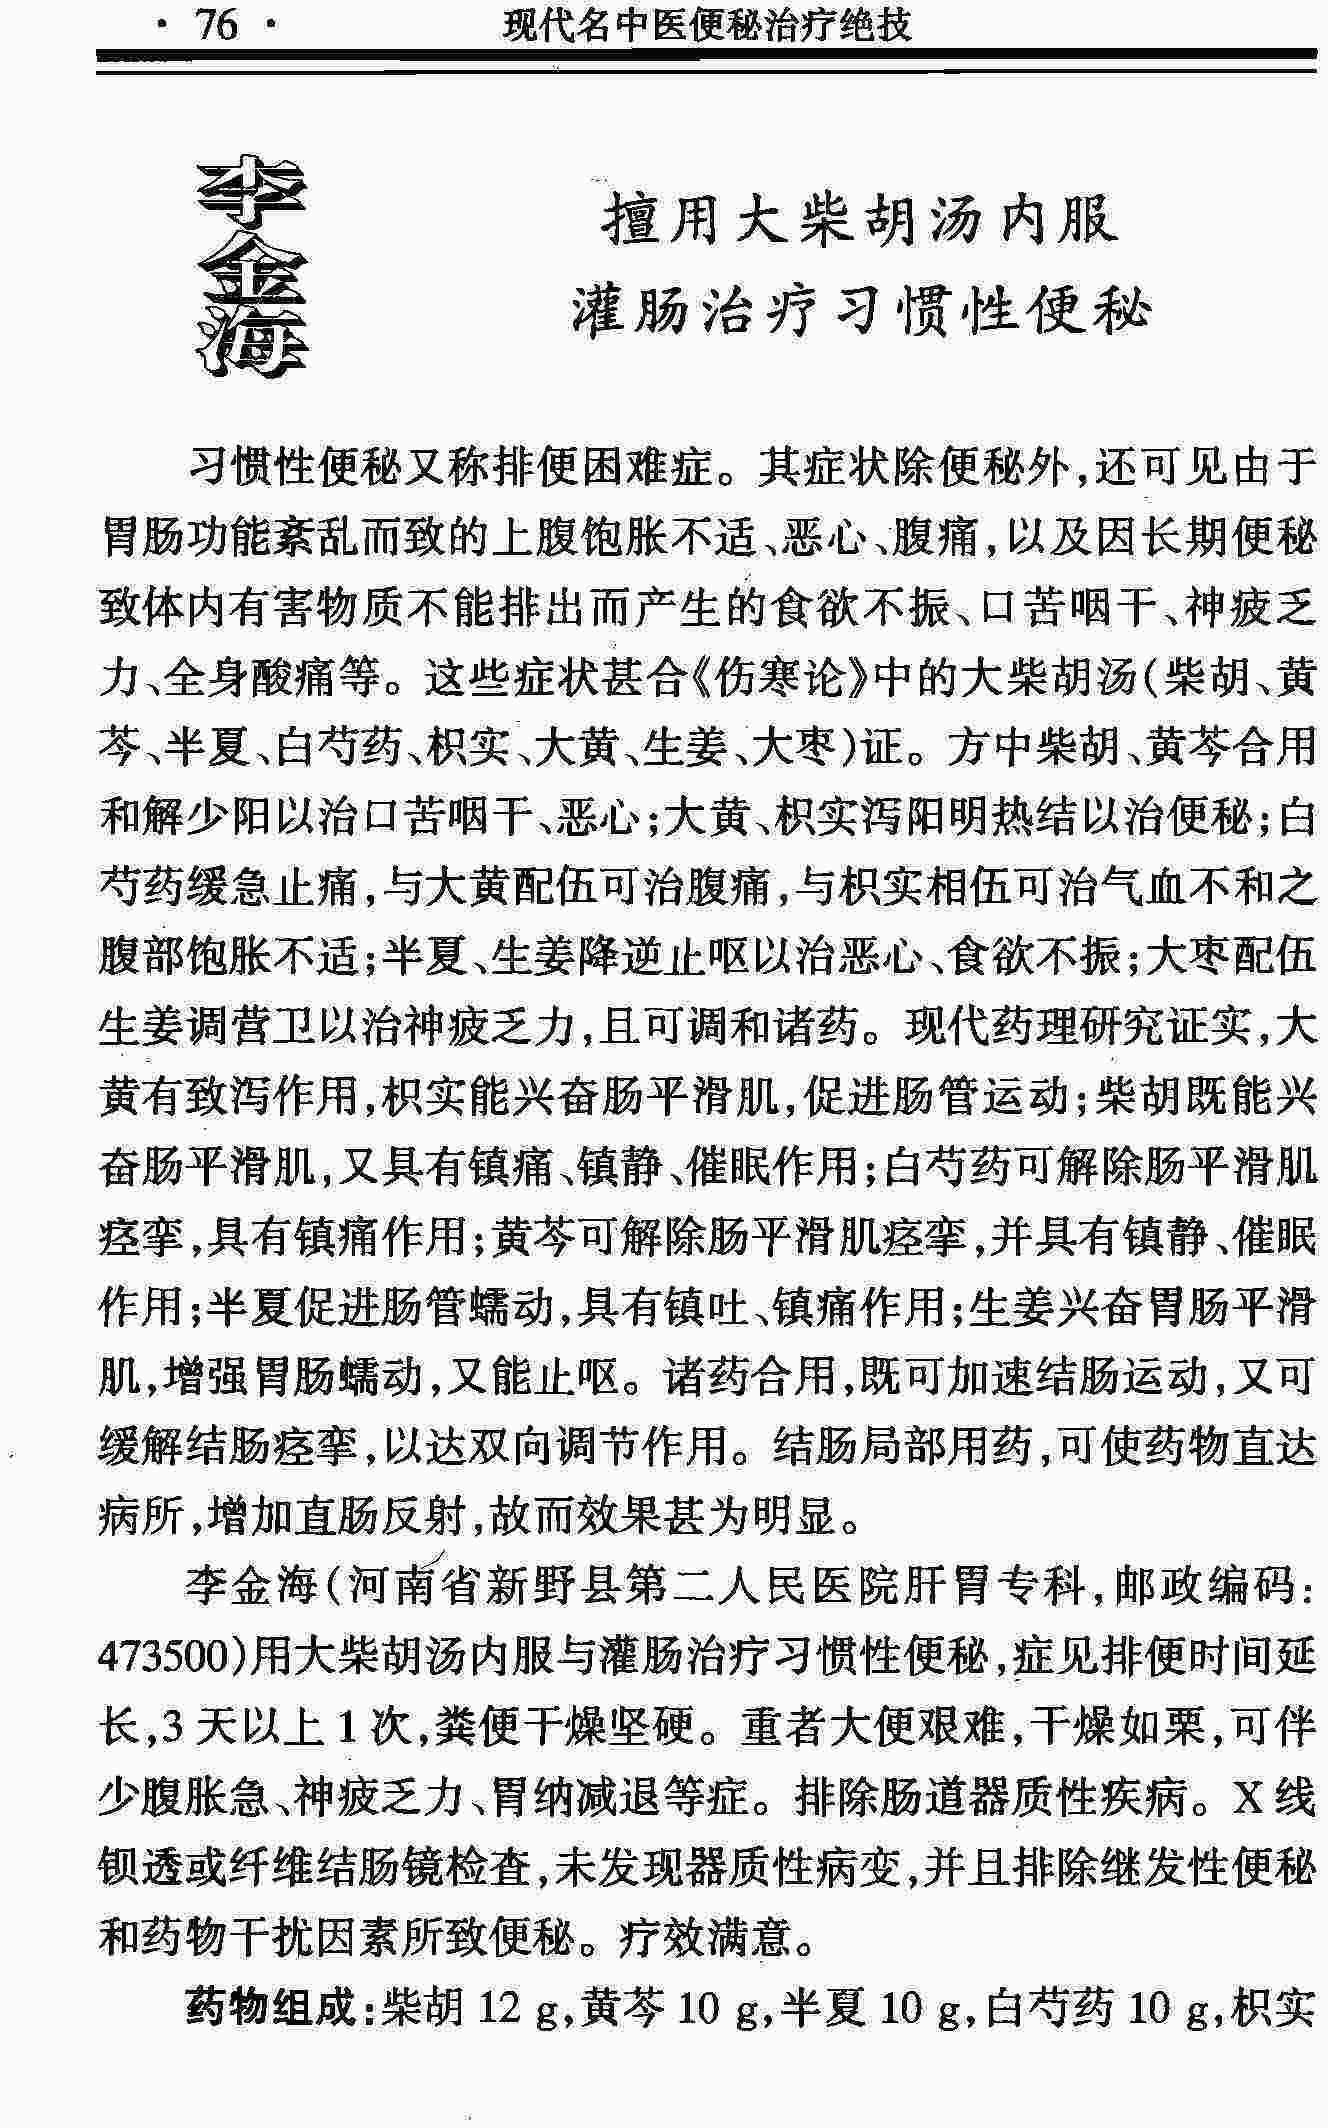 ·76· 现代名中医便秘治疗绝技
李金海
擅用大柴胡汤内服
灌肠治疗习惯性便秘
习惯性便秘又称排便困难症。其症状除便秘外,还可见由于
胃肠功能紊乱而致的上腹饱胀不适、恶心、腹痛,以及因长期便秘
致体内有害物质不能排出而产生的食欲不振、口苦咽干、神疲乏
力、全身酸痛等。这些症状甚合《伤寒论》中的大柴胡汤(柴胡、黄
芩、半夏、白芍药、枳实、大黄、生姜、大枣)证。方中柴胡、黄芩合用
和解少阳以治口苦咽干、恶心;大黄、枳实泻阳明热结以治便秘;白
芍药缓急止痛,与大黄配伍可治腹痛,与枳实相伍可治气血不和之
腹部饱胀不适;半夏、生姜降逆止呕以治恶心、食欲不振;大枣配伍
生姜调营卫以治神疲乏力,且可调和诸药。现代药理研究证实,大
黄有致泻作用,枳实能兴奋肠平滑肌,促进肠管运动;柴胡既能兴
奋肠平滑肌,又具有镇痛、镇静、催眠作用;白芍药可解除肠平滑肌
痉挛,具有镇痛作用;黄芩可解除肠平滑肌痉挛,并具有镇静、催眠
作用;半夏促进肠管蠕动,具有镇吐、镇痛作用;生姜兴奋胃肠平滑
肌,增强胃肠蠕动,又能止呕。诸药合用,既可加速结肠运动,又可
缓解结肠痉挛,以达双向调节作用。结肠局部用药,可使药物直达
病所,增加直肠反射,故而效果甚为明显。
李金海(河南省新野县第二人民医院肝胃专科,邮政编码:
473500)用大柴胡汤内服与灌肠治疗习惯性便秘,症见排便时间延
长,3 天以上 1 次,粪便干燥坚硬。重者大便艰难,干燥如栗,可伴
少腹胀急、神疲乏力、胃纳减退等症。排除肠道器质性疾病。X 线
钡透或纤维结肠镜检查,未发现器质性病变,并且排除继发性便秘
和药物干扰因素所致便秘。疗效满意。
药物组成:柴胡 12 g,黄芩 10 g,半夏 10 g,白芍药 10 g,枳实